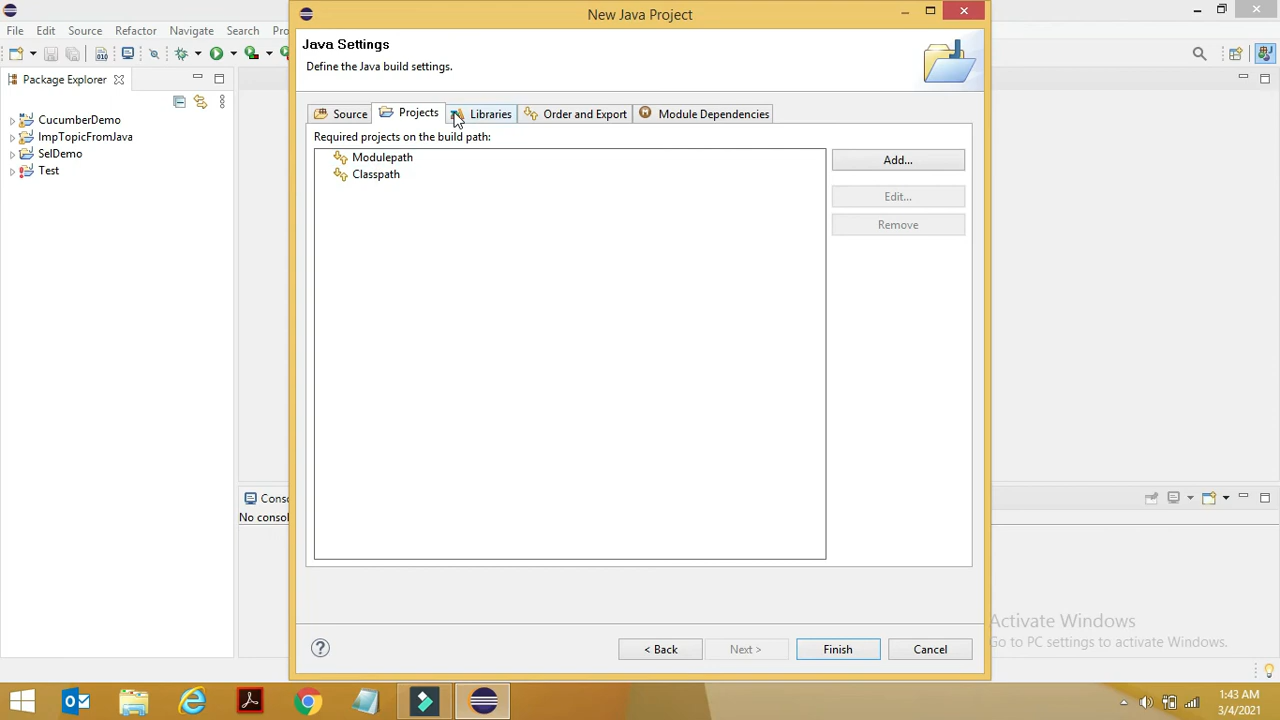 New Java Project
File Edit Source Refactor Navigate Search
Package Explorer
CucumberDemo
ImpTopicFromJava
SelDemo
Test
Java Settings
Define the Java build settings.
Source Projects Libraries Order and Export Module Dependencies
Required projects on the build path:
Modulepath
Classpath
Add...
Edit...
Remove
No consol
Activate Windows
Go to PC settings to activate Windows.
< Back Next > Finish Cancel
1:43 AM
3/4/2021